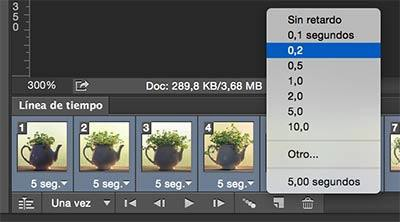 3
5
0
Sin retardo
0,1 segundos
0,2
0,5
1,0
2,0
5,0
10,0
Otro...
5,00 segundos
300%
Doc: 289,8 KB/3,68 MB
Línea de tiempo
1
2
3
4
7
5 seg.
5 seg.
5 seg.
5 seg.
Una vez